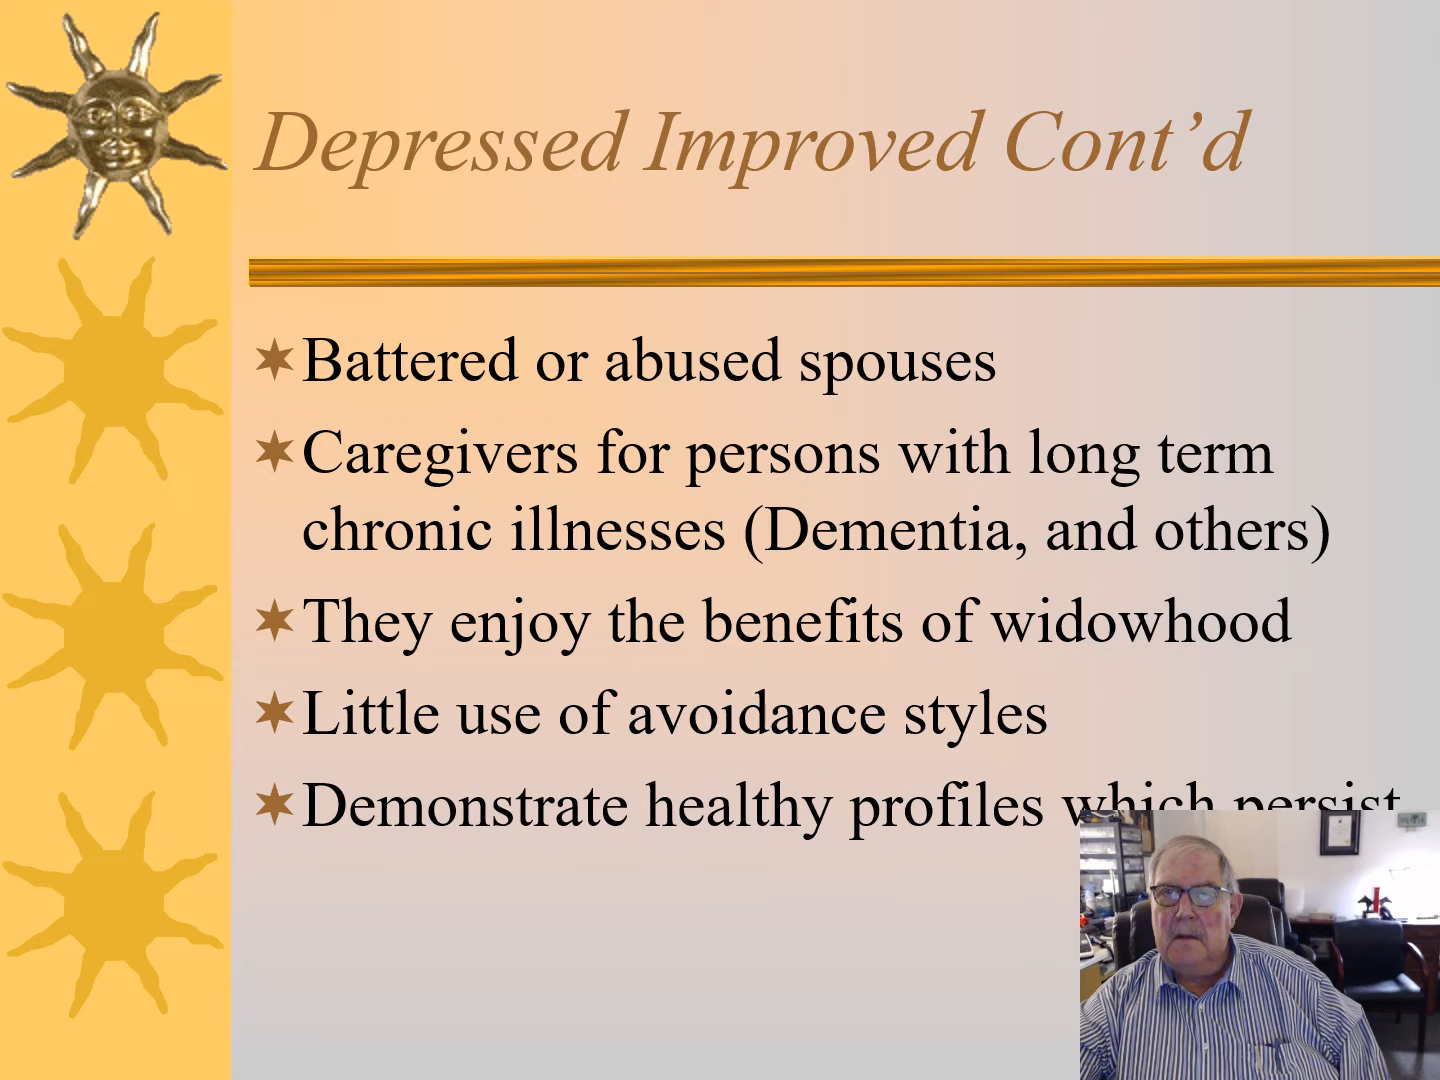 Depressed Improved Cont’d
Battered or abused spouses
Caregivers for persons with long term
chronic illnesses (Dementia, and others)
They enjoy the benefits of widowhood
Little use of avoidance styles
Demonstrate healthy profiles which persist